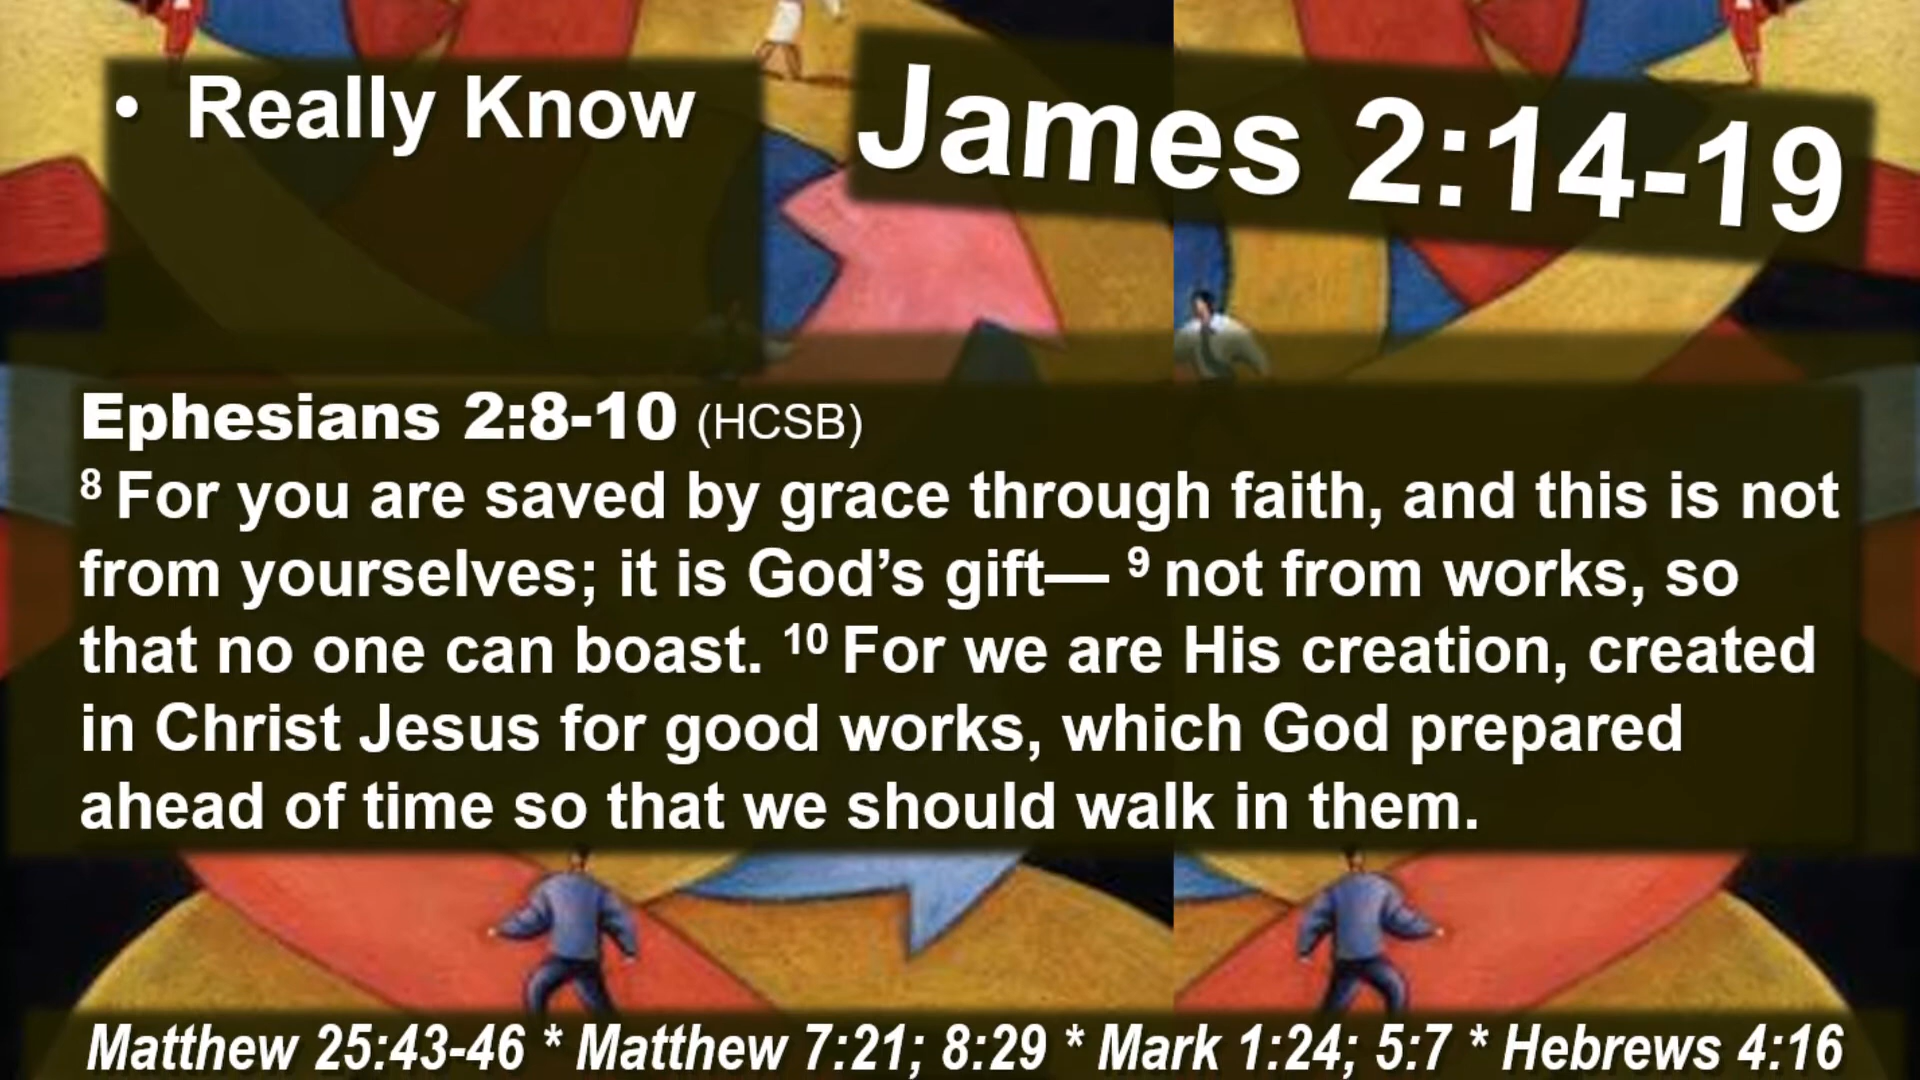 • Really Know
James 2:14-19
Ephesians 2:8-10 (HCSB)
8 For you are saved by grace through faith, and this is not
from yourselves; it is God’s gift— 9 not from works, so
that no one can boast. 10 For we are His creation, created
in Christ Jesus for good works, which God prepared
ahead of time so that we should walk in them.
Matthew 25:43-46 * Matthew 7:21; 8:29 * Mark 1:24; 5:7 * Hebrews 4:16